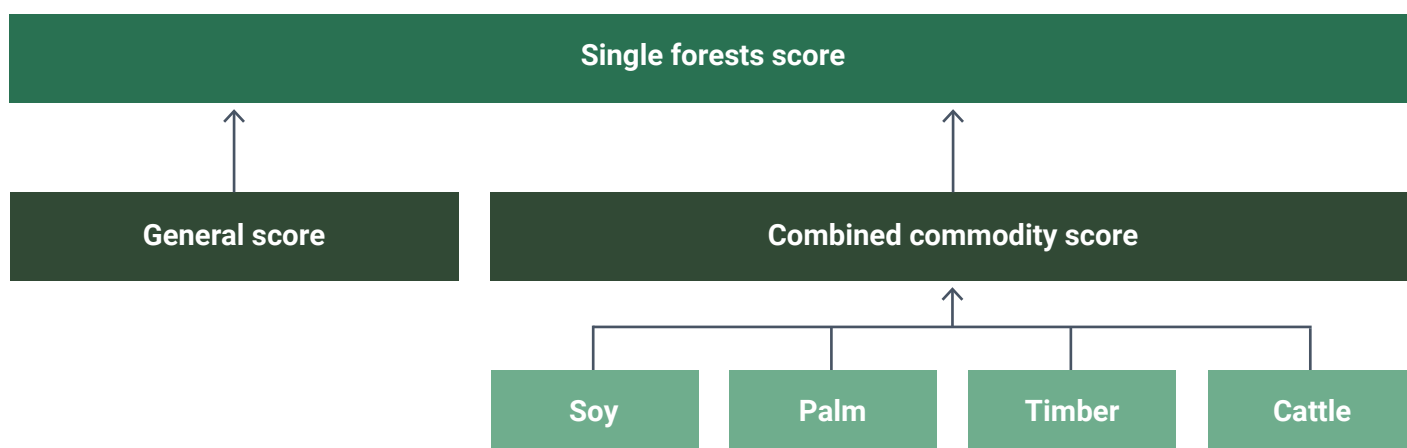 Single forests score
General score
Combined commodity score
Soy
Palm
Timber
Cattle